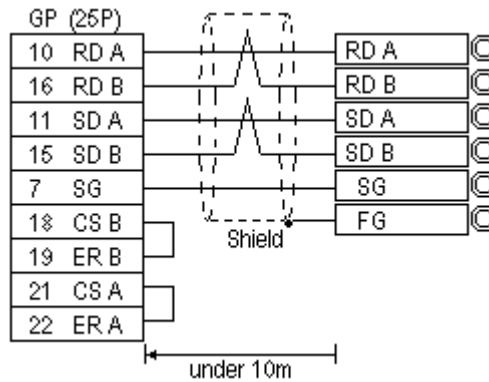 GP (25P)
10 RD A RD A
16 RD B RD B
11 SD A SD A
15 SD B SD B
7 SG SG
18 CS B FG
Shield
19 ER B
21 CS A
22 ER A
under 10m